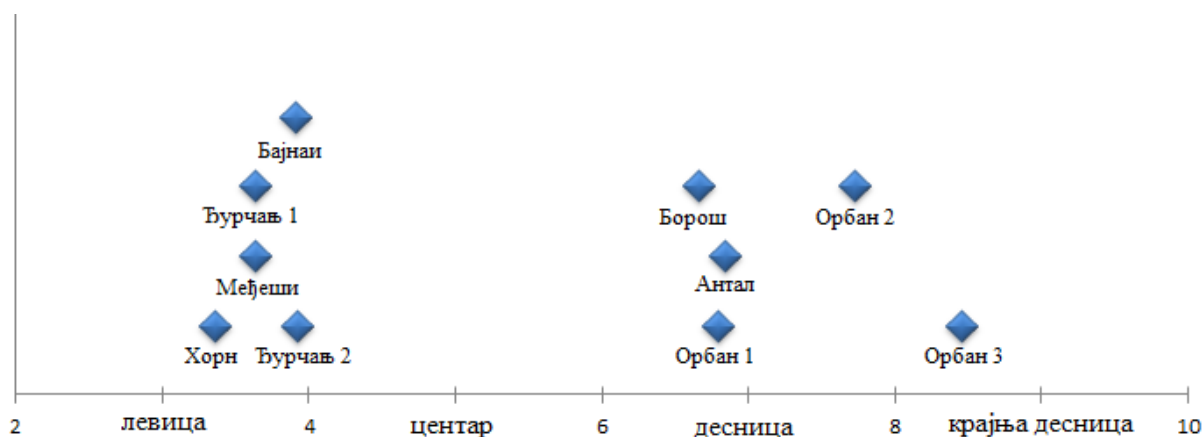 Бајнаи
Ђурчањ 1
Борош
Орбан 2
Међеши
Антал
Хорн
Ђурчањ 2
Орбан 1
Орбан 3
2 левица 4 центар 6 десница 8 крајња десница 10